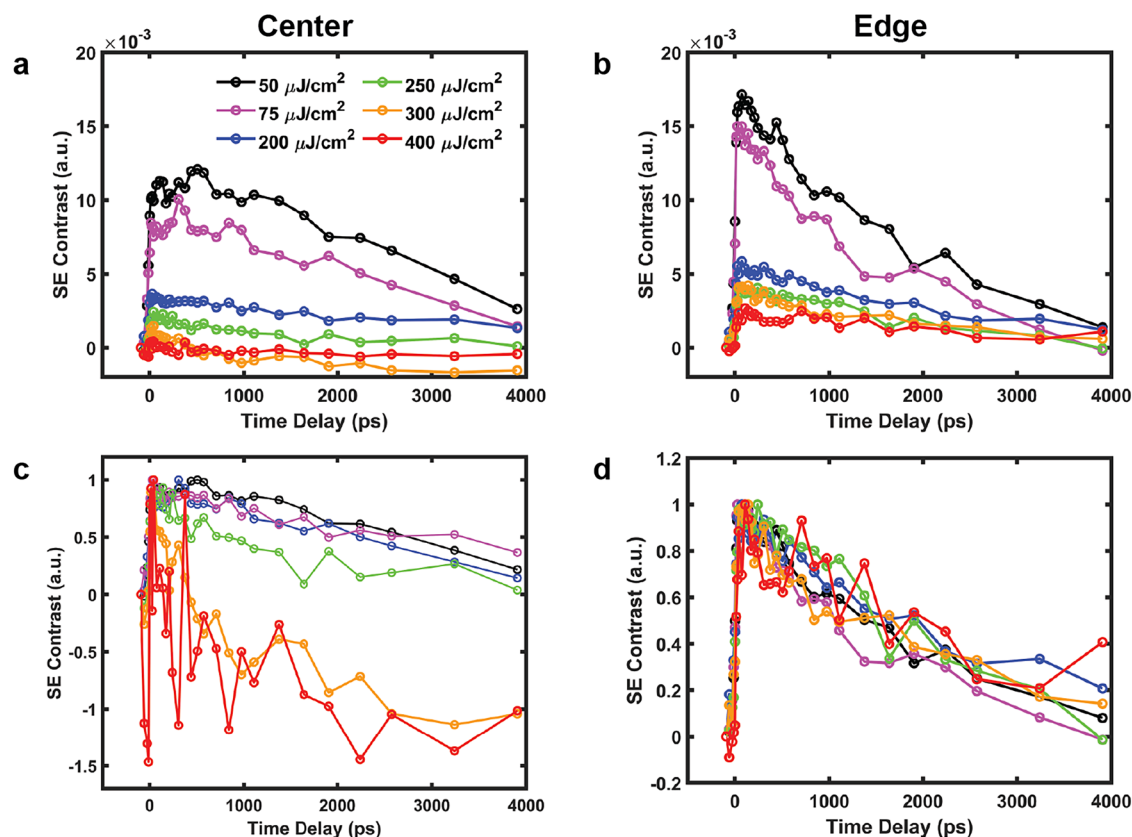 Center
Edge
a
×10⁻³
20
15
10
5
0
SE Contrast (a.u.)
50 μJ/cm²
75 μJ/cm²
200 μJ/cm²
250 μJ/cm²
300 μJ/cm²
400 μJ/cm²
0 1000 2000 3000 4000
Time Delay (ps)
b
×10⁻³
20
15
10
5
0
SE Contrast (a.u.)
0 1000 2000 3000 4000
Time Delay (ps)
c
1
0.5
0
-0.5
-1
-1.5
SE Contrast (a.u.)
0 1000 2000 3000 4000
Time Delay (ps)
d
1.2
1
0.8
0.6
0.4
0.2
0
-0.2
SE Contrast (a.u.)
0 1000 2000 3000 4000
Time Delay (ps)